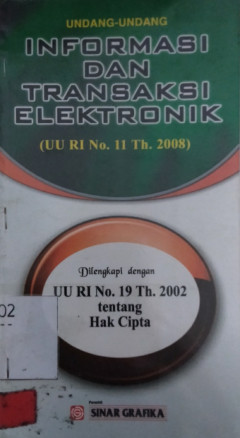 UNDANG-UNDANG
INFORMASI
DAN
TRANSAKSI
ELEKTRONIK
(UU RI No. 11 Th. 2008)
Dilengkapi dengan
UU RI No. 19 Th. 2002
tentang
Hak Cipta
02
Penerbit
SINAR GRAFIKA